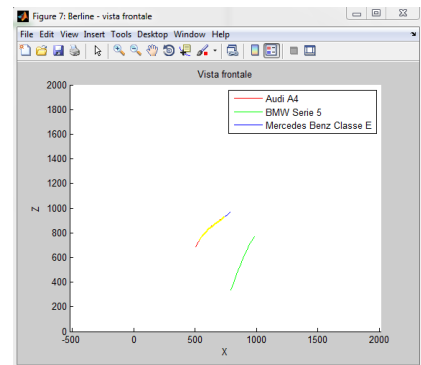 Figure 7: Berline - vista frontale
File Edit View Insert Tools Desktop Window Help
Vista frontale
2000
1800
1600
1400
1200
1000
800
600
400
200
0
Z
Audi A4
BMW Serie 5
Mercedes Benz Classe E
-500 0 500 1000 1500 2000
X